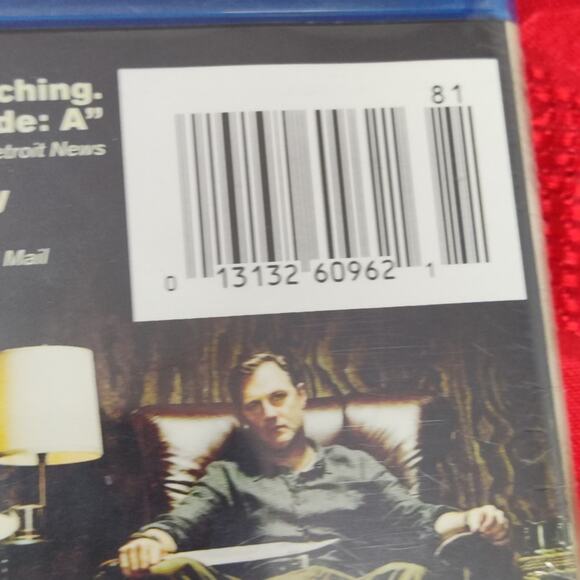 ching.
de: A”
etroit News
Mail
81
0 13132 60962 1